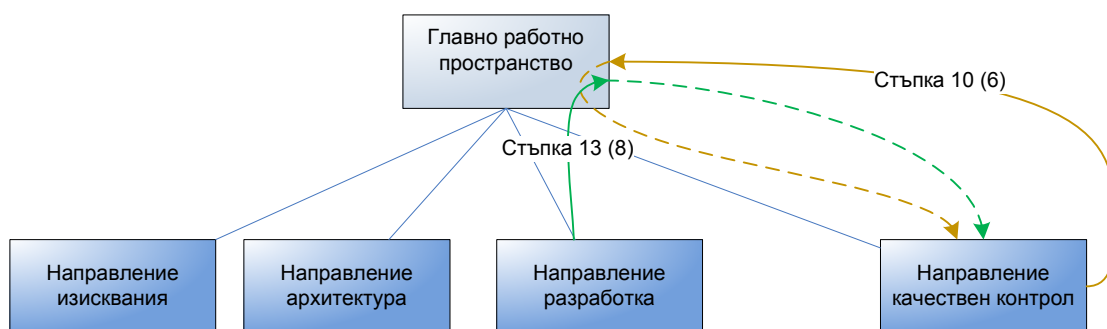 Главно работно
пространство
Стъпка 10 (6)
Стъпка 13 (8)
Направление
изисквания
Направление
архитектура
Направление
разработка
Направление
качествен контрол